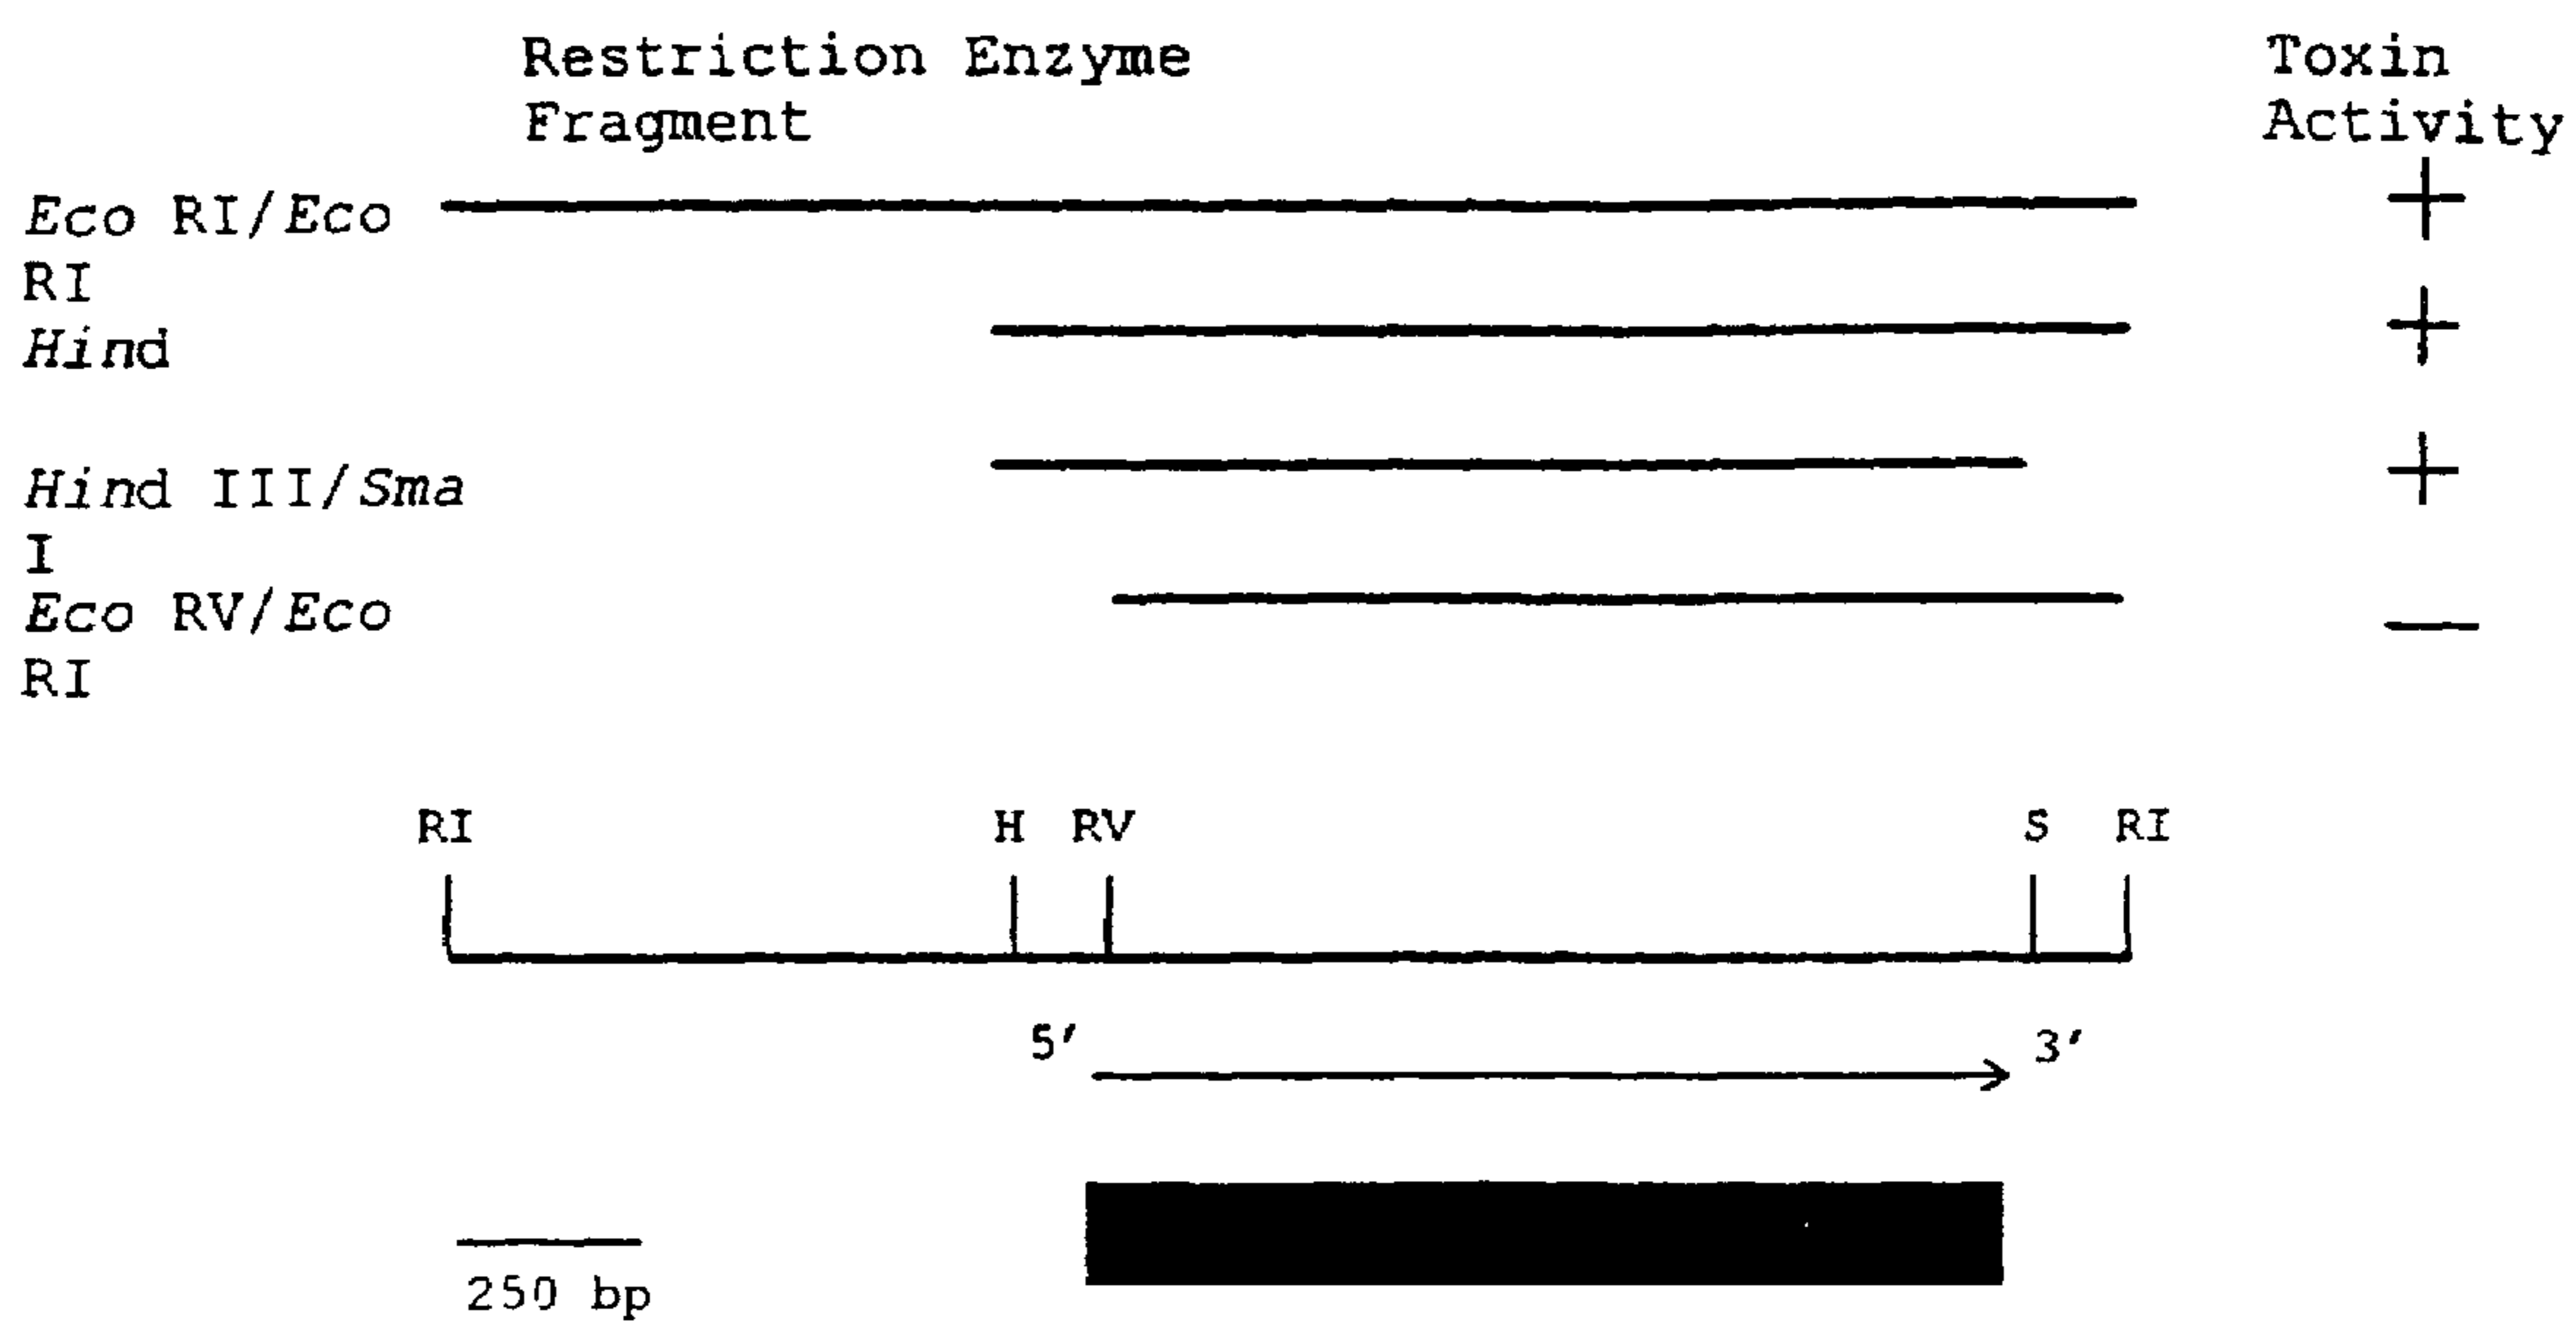 Restriction Enzyme
Fragment
Toxin
Activity
Eco RI/Eco
RI
+
Hind
+
Hind III/Sma
I
+
Eco RV/Eco
RI
—
RI H RV S RI
5' 3'
250 bp